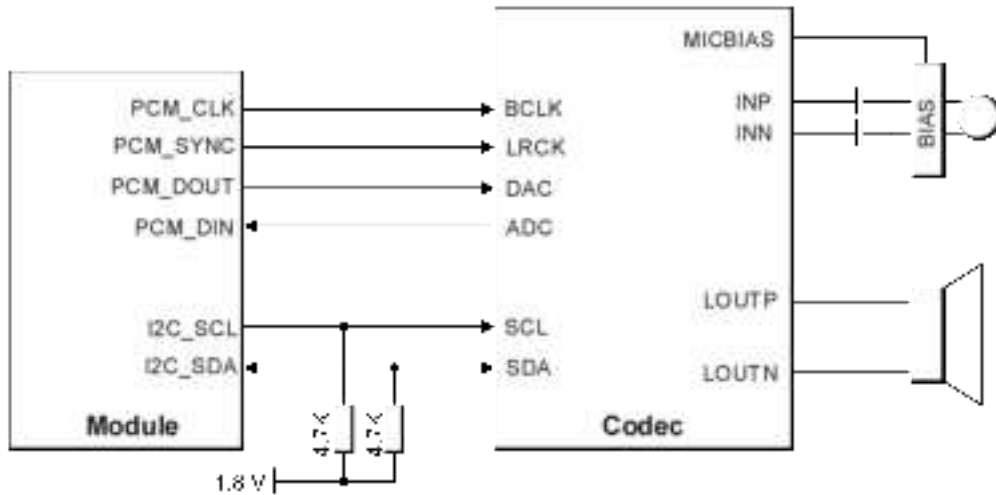 MICBIAS
PCM_CLK
BCLK
INP
PCM_SYNC
LRCK
INN
BIAS
PCM_DOUT
DAC
PCM_DIN
ADC
LOUTP
I2C_SCL
SCL
I2C_SDA
SDA
LOUTN
Module
4.7K
4.7K
Codec
1.8 V